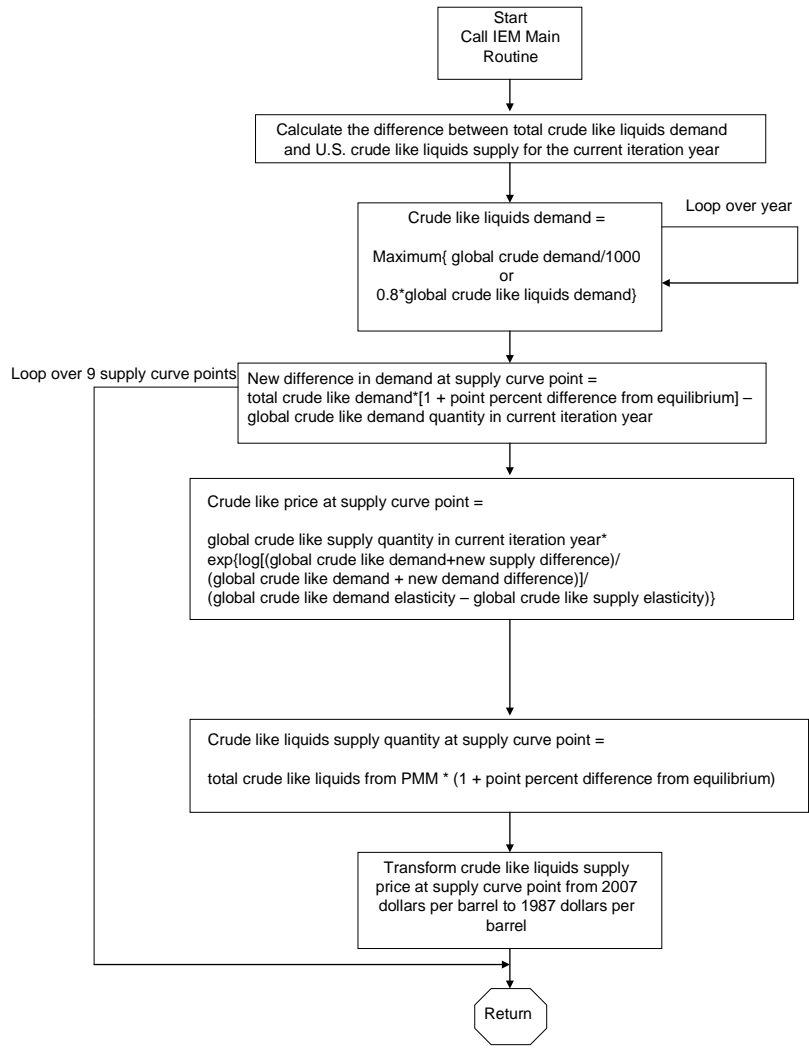 Start
Call IEM Main
Routine
Calculate the difference between total crude like liquids demand
and U.S. crude like liquids supply for the current iteration year
Loop over year
Crude like liquids demand =
Maximum{ global crude demand/1000
or
0.8*global crude like liquids demand}
Loop over 9 supply curve points
New difference in demand at supply curve point =
total crude like demand*[1 + point percent difference from equilibrium] –
global crude like demand quantity in current iteration year
Crude like price at supply curve point =
global crude like supply quantity in current iteration year*
exp{log[(global crude like demand+new supply difference)/
(global crude like demand + new demand difference)]/
(global crude like demand elasticity – global crude like supply elasticity)}
Crude like liquids supply quantity at supply curve point =
total crude like liquids from PMM * (1 + point percent difference from equilibrium)
Transform crude like liquids supply
price at supply curve point from 2007
dollars per barrel to 1987 dollars per
barrel
Return